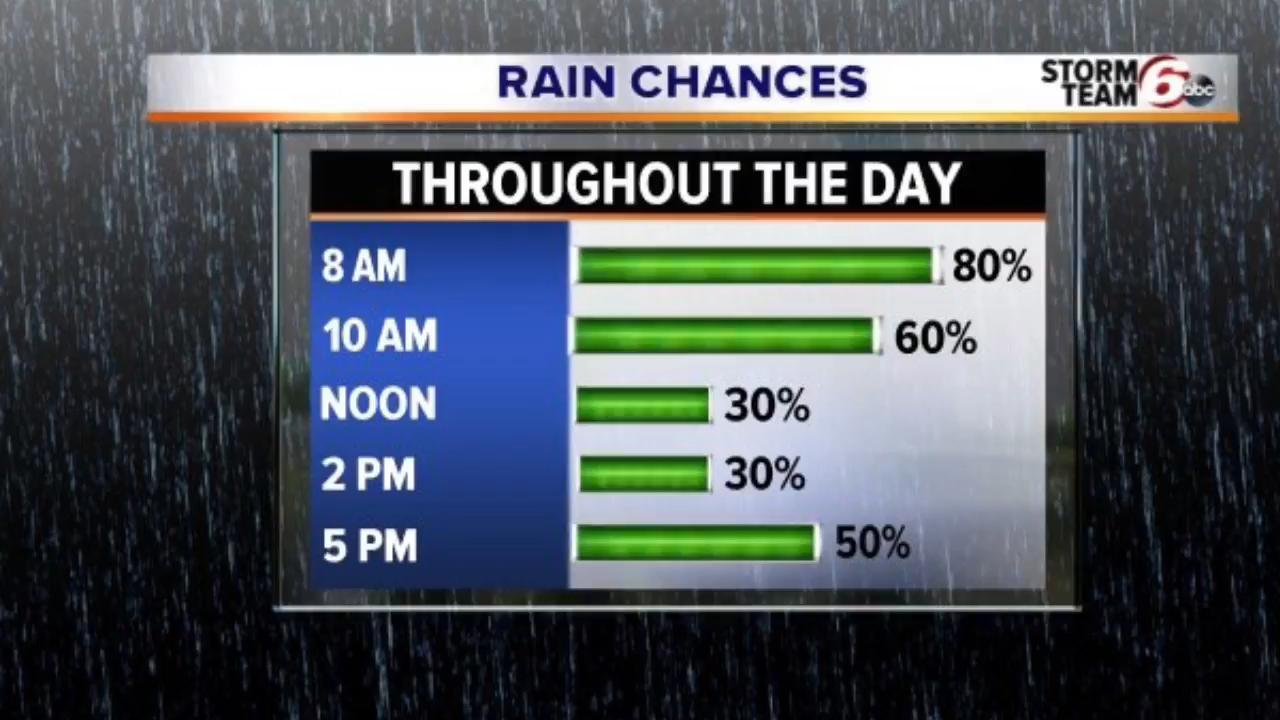 RAIN CHANCES
STORM TEAM 6 abc
THROUGHOUT THE DAY
8 AM 80%
10 AM 60%
NOON 30%
2 PM 30%
5 PM 50%